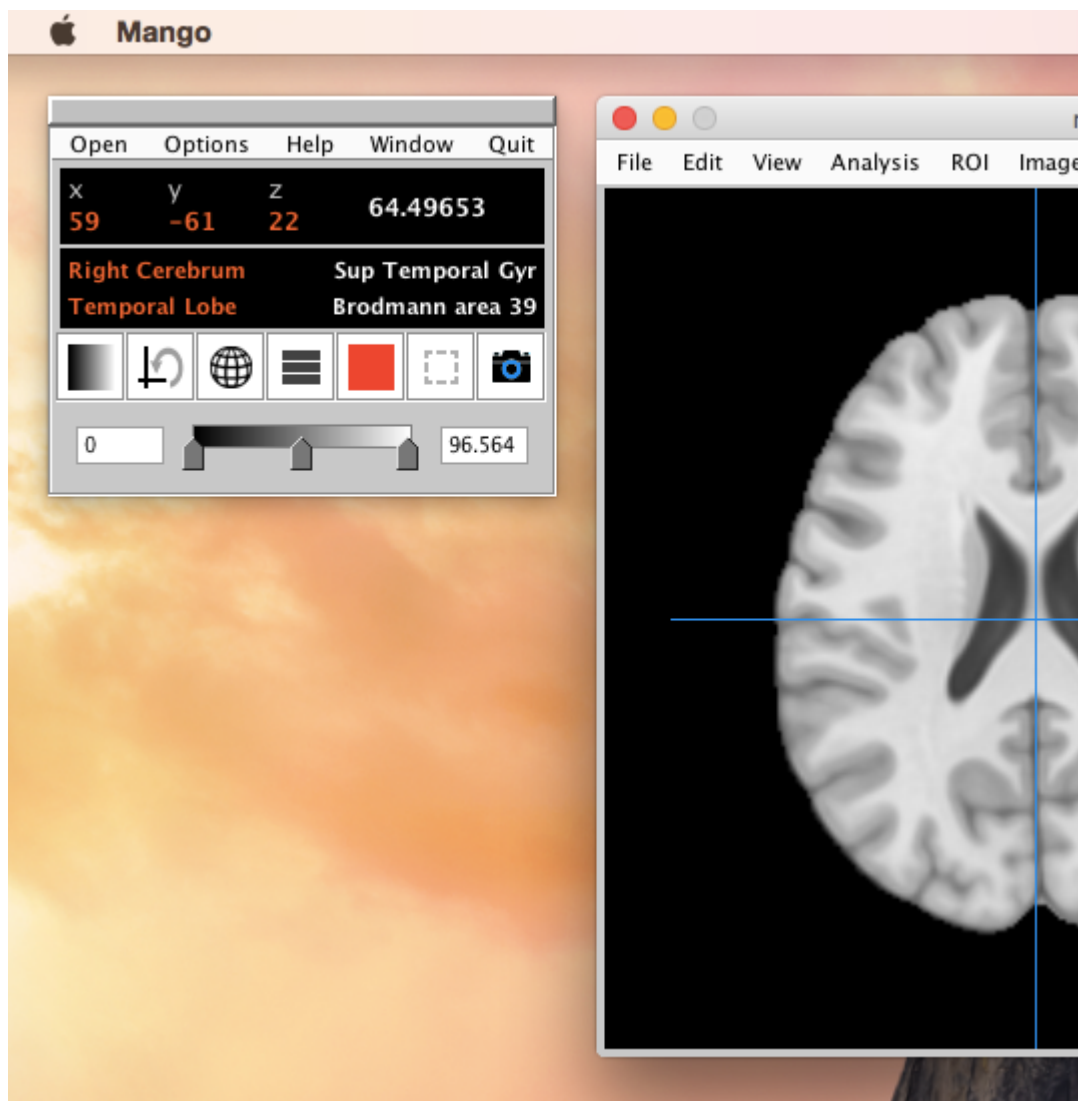 Mango
Open Options Help Window Quit
x y z
59 -61 22 64.49653
Right Cerebrum Sup Temporal Gyr
Temporal Lobe Brodmann area 39
0 96.564
File Edit View Analysis ROI Image